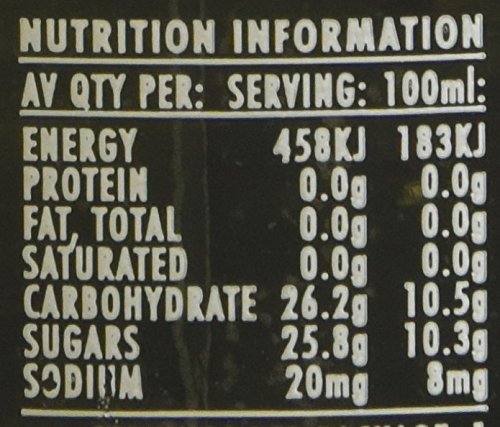 NUTRITION INFORMATION
AV QTY PER: SERVING: 100ml:
ENERGY 458KJ 183KJ
PROTEIN 0.0g 0.0g
FAT, TOTAL 0.0g 0.0g
SATURATED 0.0g 0.0g
CARBOHYDRATE 26.2g 10.5g
SUGARS 25.8g 10.3g
SODIUM 20mg 8mg